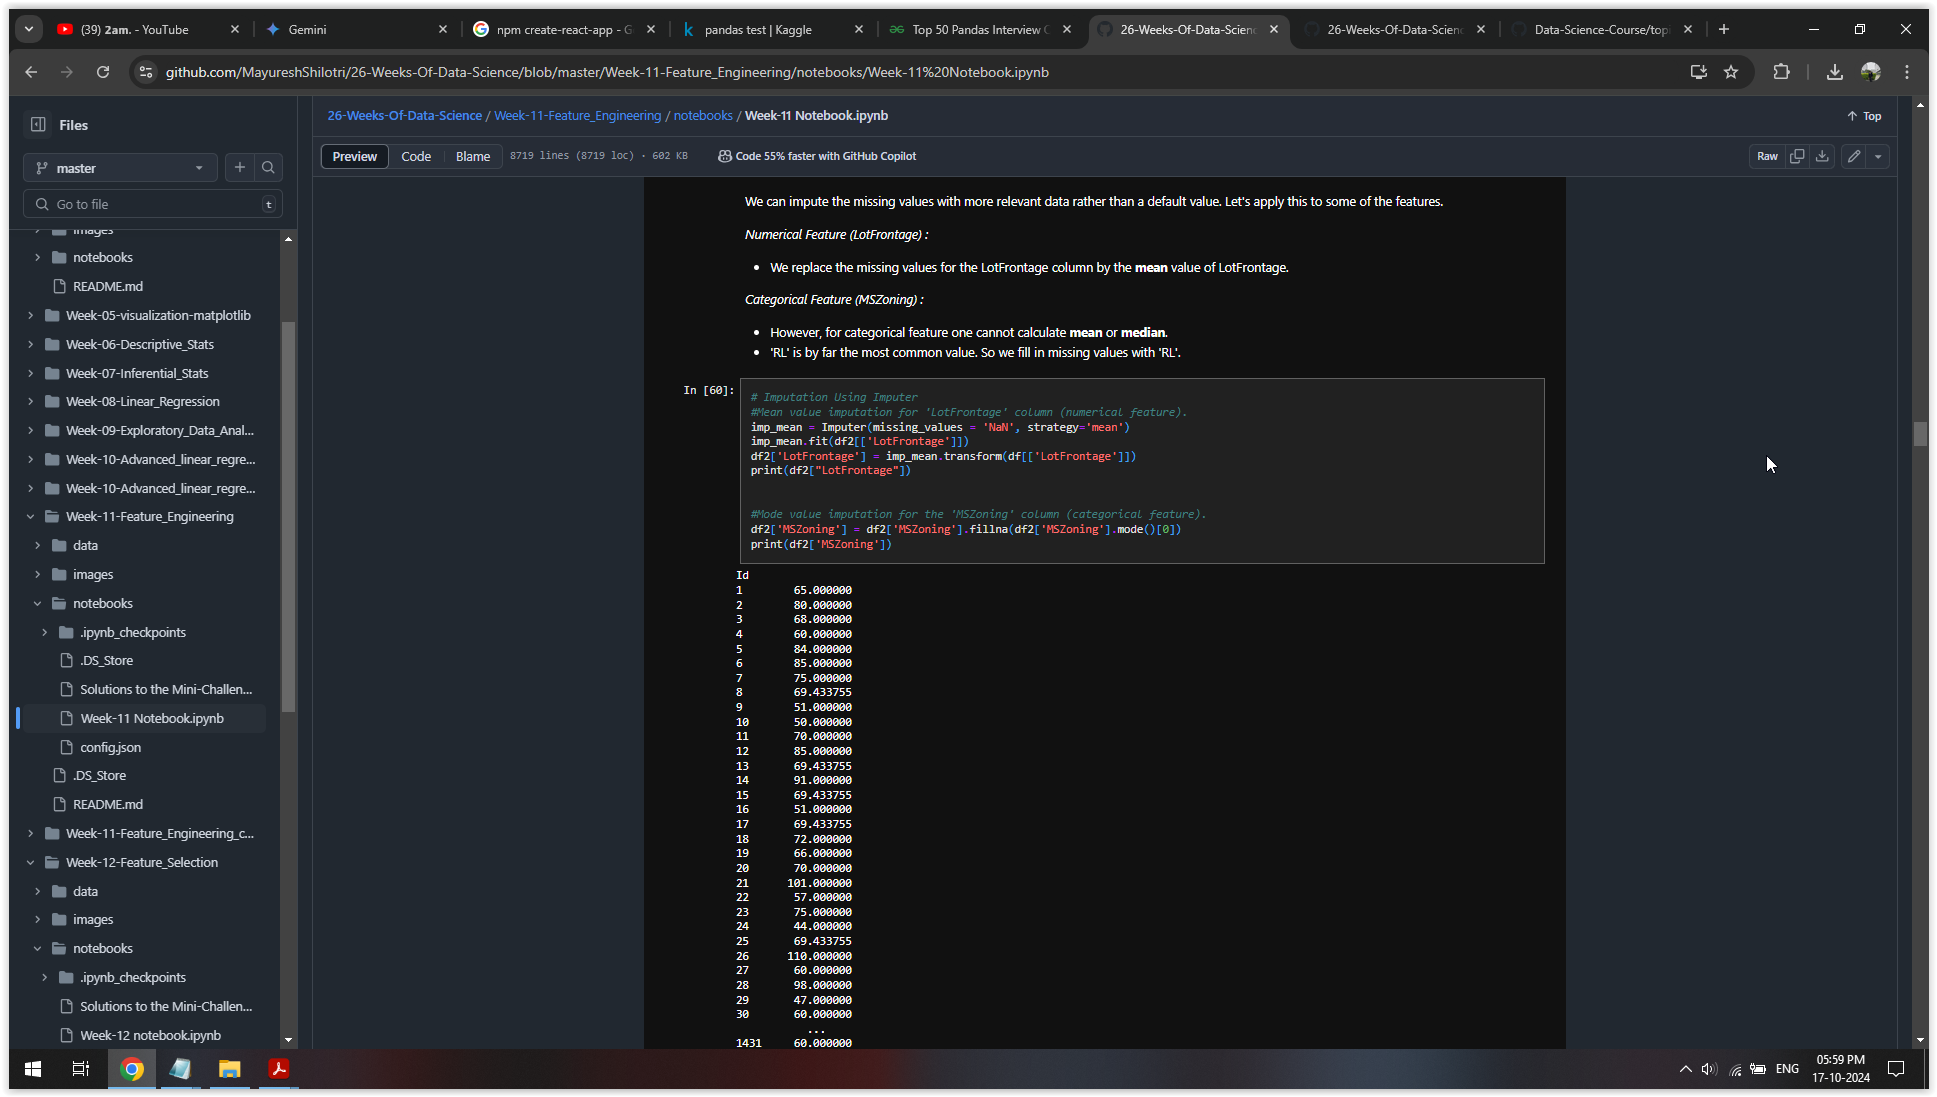 (39) 2am. - YouTube
Gemini
npm create-react-app - G
pandas test | Kaggle
Top 50 Pandas Interview
26-Weeks-Of-Data-Scien
26-Weeks-Of-Data-Scien
Data-Science-Course/topi
github.com/MayureshShilotri/26-Weeks-Of-Data-Science/blob/master/Week-11-Feature_Engineering/notebooks/Week-11%20Notebook.ipynb
Files
master
Go to file
t
images
notebooks
README.md
Week-05-visualization-matplotlib
Week-06-Descriptive_Stats
Week-07-Inferential_Stats
Week-08-Linear_Regression
Week-09-Exploratory_Data_Anal...
Week-10-Advanced_linear_regre...
Week-10-Advanced_linear_regre...
Week-11-Feature_Engineering
data
images
notebooks
.ipynb_checkpoints
.DS_Store
Solutions to the Mini-Challen...
Week-11 Notebook.ipynb
config.json
.DS_Store
README.md
Week-11-Feature_Engineering_c...
Week-12-Feature_Selection
data
images
notebooks
.ipynb_checkpoints
Solutions to the Mini-Challen...
Week-12 notebook.ipynb
26-Weeks-Of-Data-Science / Week-11-Feature_Engineering / notebooks / Week-11 Notebook.ipynb
Top
Preview Code Blame 8719 lines (8719 loc) · 602 KB Code 55% faster with GitHub Copilot
Raw
We can impute the missing values with more relevant data rather than a default value. Let's apply this to some of the features.
Numerical Feature (LotFrontage) :
• We replace the missing values for the LotFrontage column by the mean value of LotFrontage.
Categorical Feature (MSZoning) :
• However, for categorical feature one cannot calculate mean or median.
• 'RL' is by far the most common value. So we fill in missing values with 'RL'.
In [60]:
# Imputation Using Imputer
#Mean value imputation for 'LotFrontage' column (numerical feature).
imp_mean = Imputer(missing_values = 'NaN', strategy='mean')
imp_mean.fit(df2[['LotFrontage']])
df2['LotFrontage'] = imp_mean.transform(df[['LotFrontage']])
print(df2["LotFrontage"])
#Mode value imputation for the 'MSZoning' column (categorical feature).
df2['MSZoning'] = df2['MSZoning'].fillna(df2['MSZoning'].mode()[0])
print(df2['MSZoning'])
Id
1 65.000000
2 80.000000
3 68.000000
4 60.000000
5 84.000000
6 85.000000
7 75.000000
8 69.433755
9 51.000000
10 50.000000
11 70.000000
12 85.000000
13 69.433755
14 91.000000
15 69.433755
16 51.000000
17 69.433755
18 72.000000
19 66.000000
20 70.000000
21 101.000000
22 57.000000
23 75.000000
24 44.000000
25 69.433755
26 110.000000
27 60.000000
28 98.000000
29 47.000000
30 60.000000
...
1431 60.000000
ENG
05:59 PM
17-10-2024